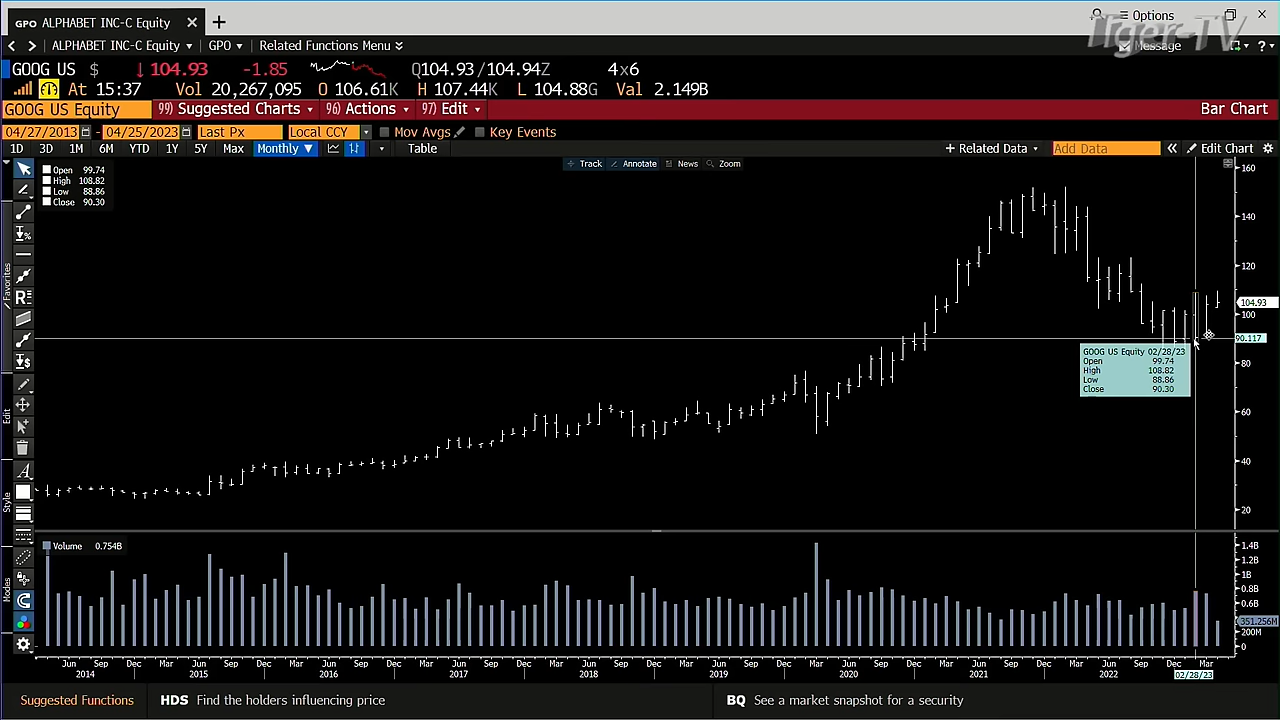 GPO ALPHABET INC-C Equity
Options
Tiger-TV
ALPHABET INC-C Equity GPO Related Functions Menu Message ?
GOOG US $ ↓ 104.93 -1.85 Q104.93/104.94Z 4x6
At 15:37 Vol 20,267,095 O 106.61K H 107.44K L 104.88G Val 2.149B
GOOG US Equity 99) Suggested Charts 96) Actions 97) Edit Bar Chart
04/27/2013 - 04/25/2023 Last Px Local CCY Mov Avgs Key Events
1D 3D 1M 6M YTD 1Y 5Y Max Monthly ▼ Table + Related Data Add Data « Edit Chart
Track Annotate News Zoom
Open 99.74
High 108.82
Low 88.86
Close 90.30
160
140
120
104.93
100
90.117
80
60
40
20
GOOG US Equity 02/28/23
Open 99.74
High 108.82
Low 88.86
Close 90.30
Favorites
Edit
Style
Modes
Volume 0.754B
1.4B
1.2B
1B
0.8B
0.6B
351.256M
200M
0
Jun Sep Dec Mar Jun Sep Dec Mar Jun Sep Dec Mar Jun Sep Dec Mar Jun Sep Dec Mar Jun Sep Dec Mar Jun Sep Dec Mar Jun Sep Dec Mar Jun Sep Dec Mar
2014 2015 2016 2017 2018 2019 2020 2021 2022 02/28/23
Suggested Functions HDS Find the holders influencing price BQ See a market snapshot for a security